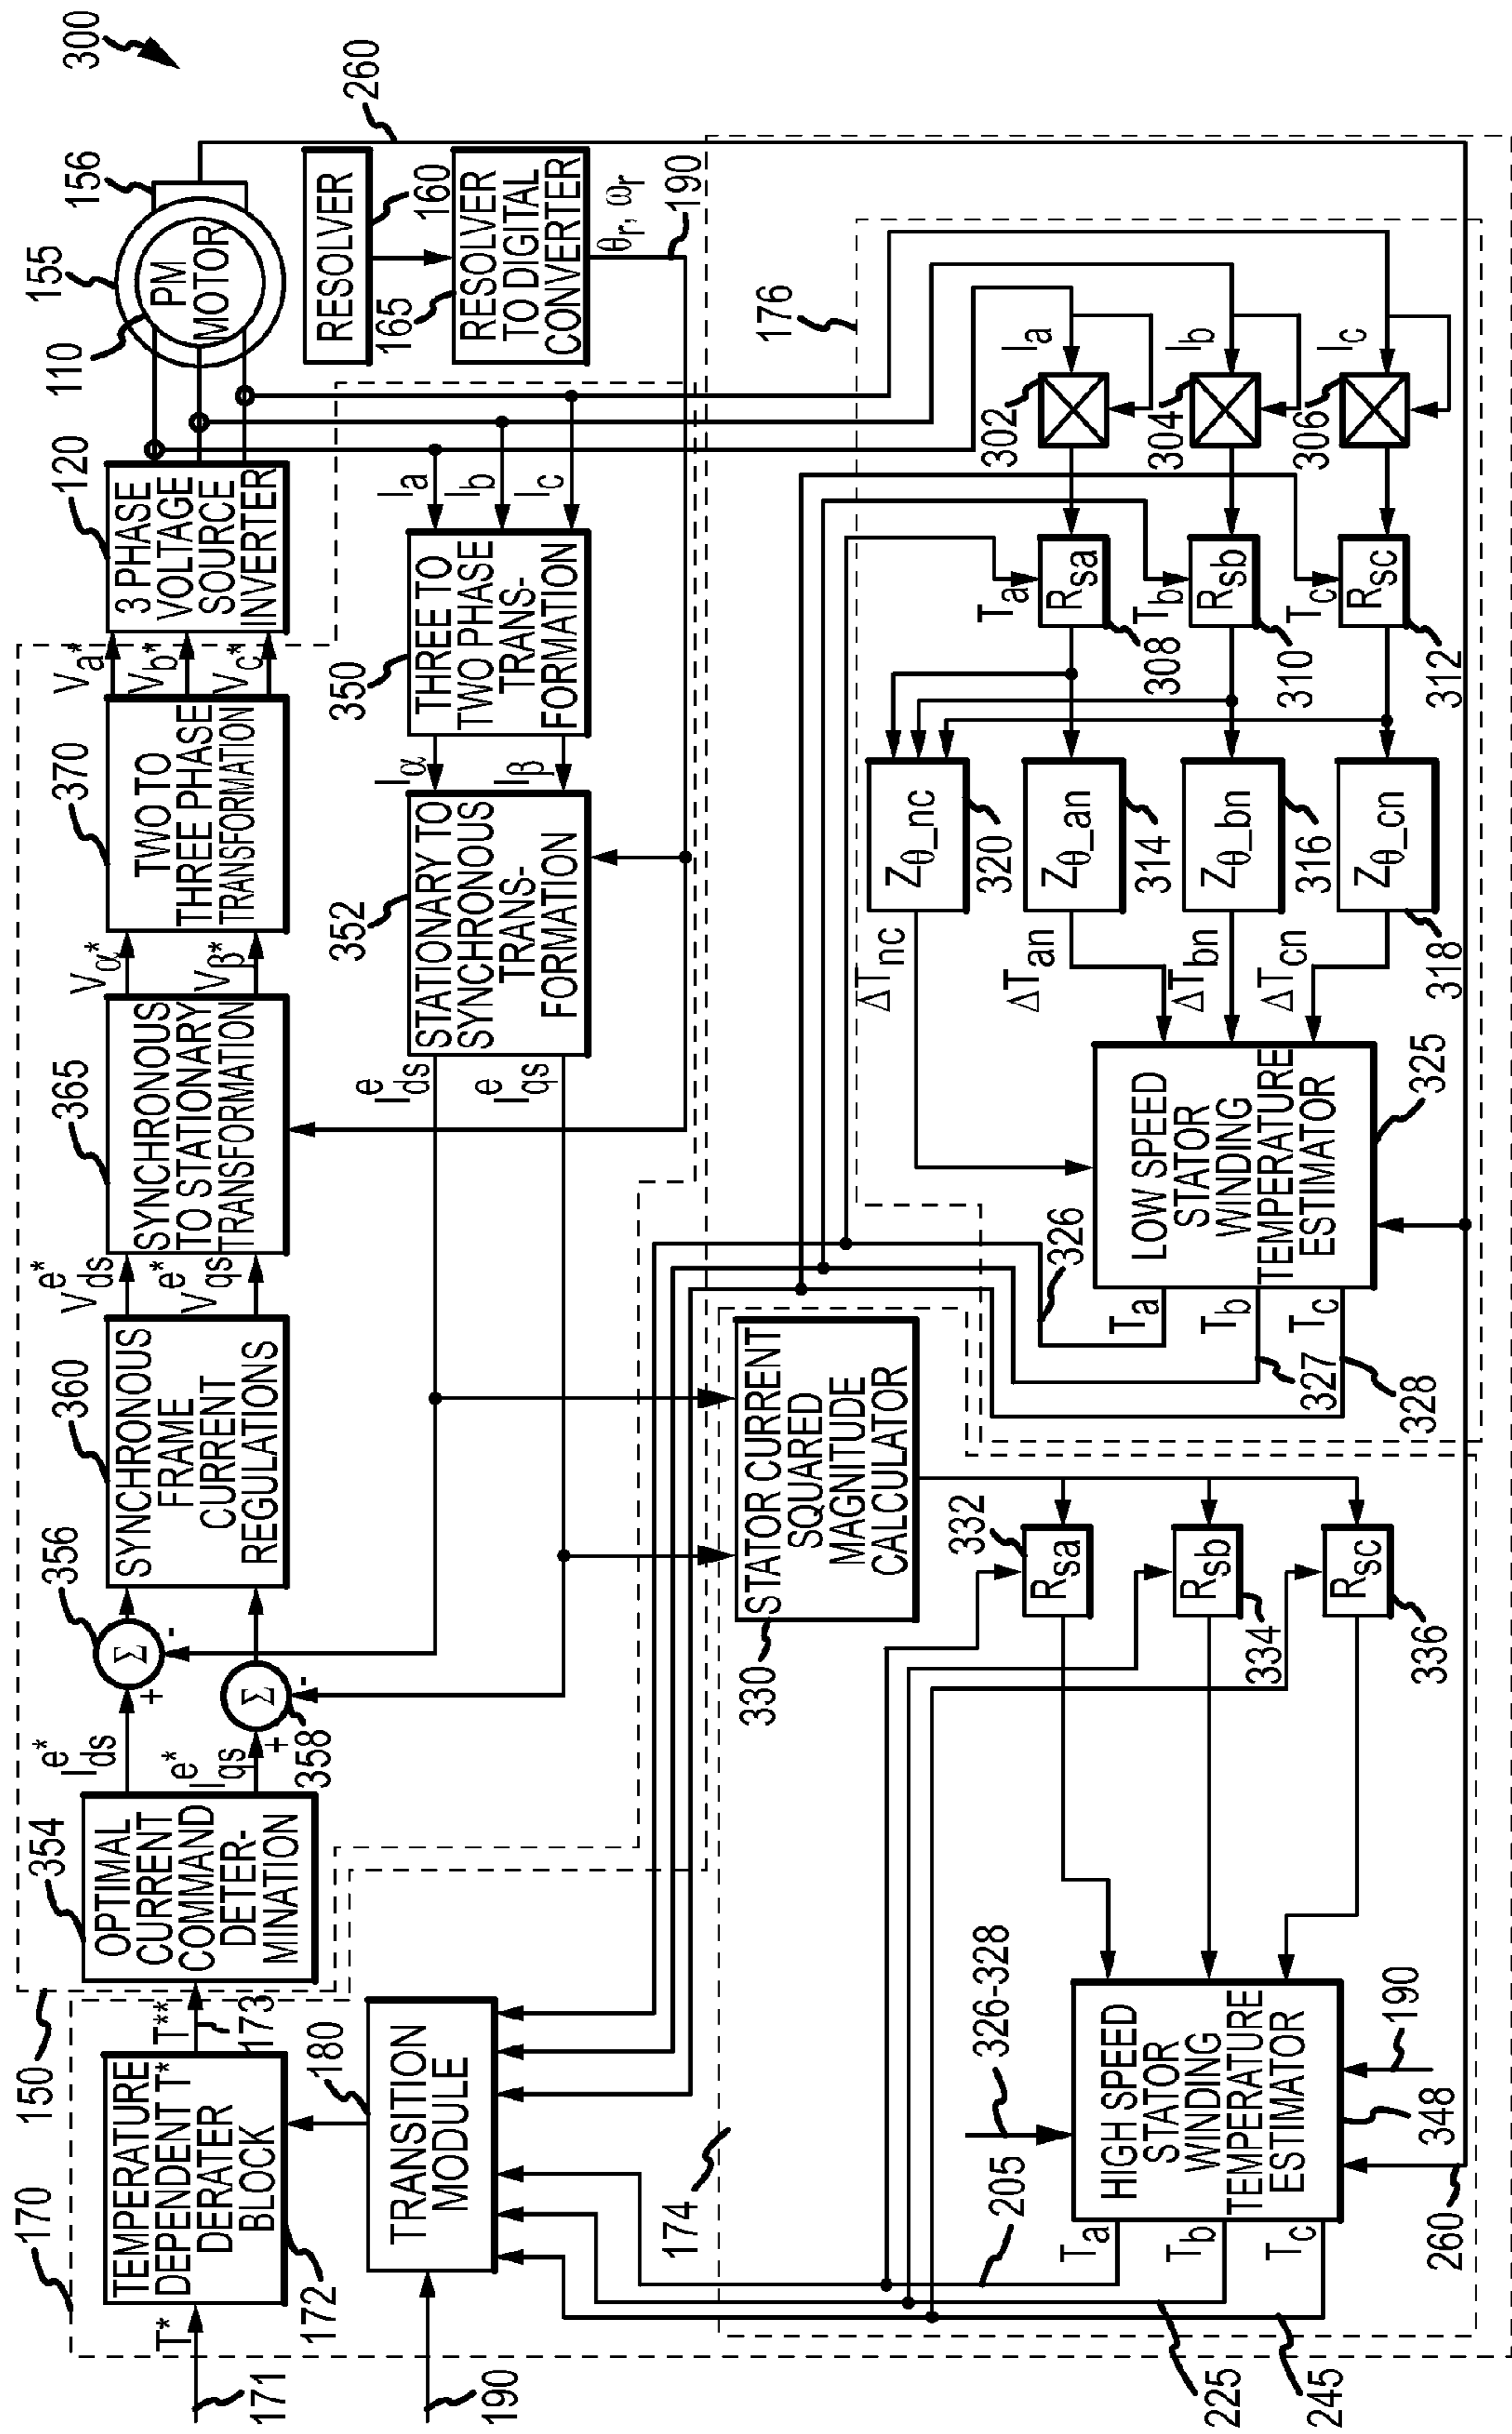 300
170
171
T*
TEMPERATURE
DEPENDENT T*
DERATER
BLOCK
172
T**
173
150
354
OPTIMAL
CURRENT
COMMAND
DETER-
MINATION
I e* ds
I e* qs
356
Σ
+
-
358
Σ
+
-
360
SYNCHRONOUS
FRAME
CURRENT
REGULATIONS
V e* ds
V e* qs
365
SYNCHRONOUS
TO STATIONARY
TRANSFORMATION
Vα*
Vβ*
370
TWO TO
THREE PHASE
TRANSFORMATION
Va*
Vb*
Vc*
120
3 PHASE
VOLTAGE
SOURCE
INVERTER
110
155
PM
MOTOR
156
260
RESOLVER
160
165
RESOLVER
TO DIGITAL
CONVERTER
θr, ωr
190
Ia
Ib
Ic
350
THREE TO
TWO PHASE
TRANS-
FORMATION
Iα
Iβ
352
STATIONARY TO
SYNCHRONOUS
TRANS-
FORMATION
I e ds
I e qs
190
180
TRANSITION
MODULE
174
330
STATOR CURRENT
SQUARED
MAGNITUDE
CALCULATOR
332
Rsa
Rsb
334
Rsc
336
326-328
205
HIGH SPEED
STATOR
WINDING
TEMPERATURE
ESTIMATOR
Ta
Tb
Tc
225
245
260
348
190
176
Ia
302
Ib
304
Ic
306
Ta
Rsa
308
Tb
Rsb
310
Tc
Rsc
312
Zθ_nc
320
Zθ_an
314
Zθ_bn
316
Zθ_cn
318
ΔTnc
ΔTan
ΔTbn
ΔTcn
LOW SPEED
STATOR
WINDING
TEMPERATURE
ESTIMATOR
325
326
Ta
Tb
Tc
327
328